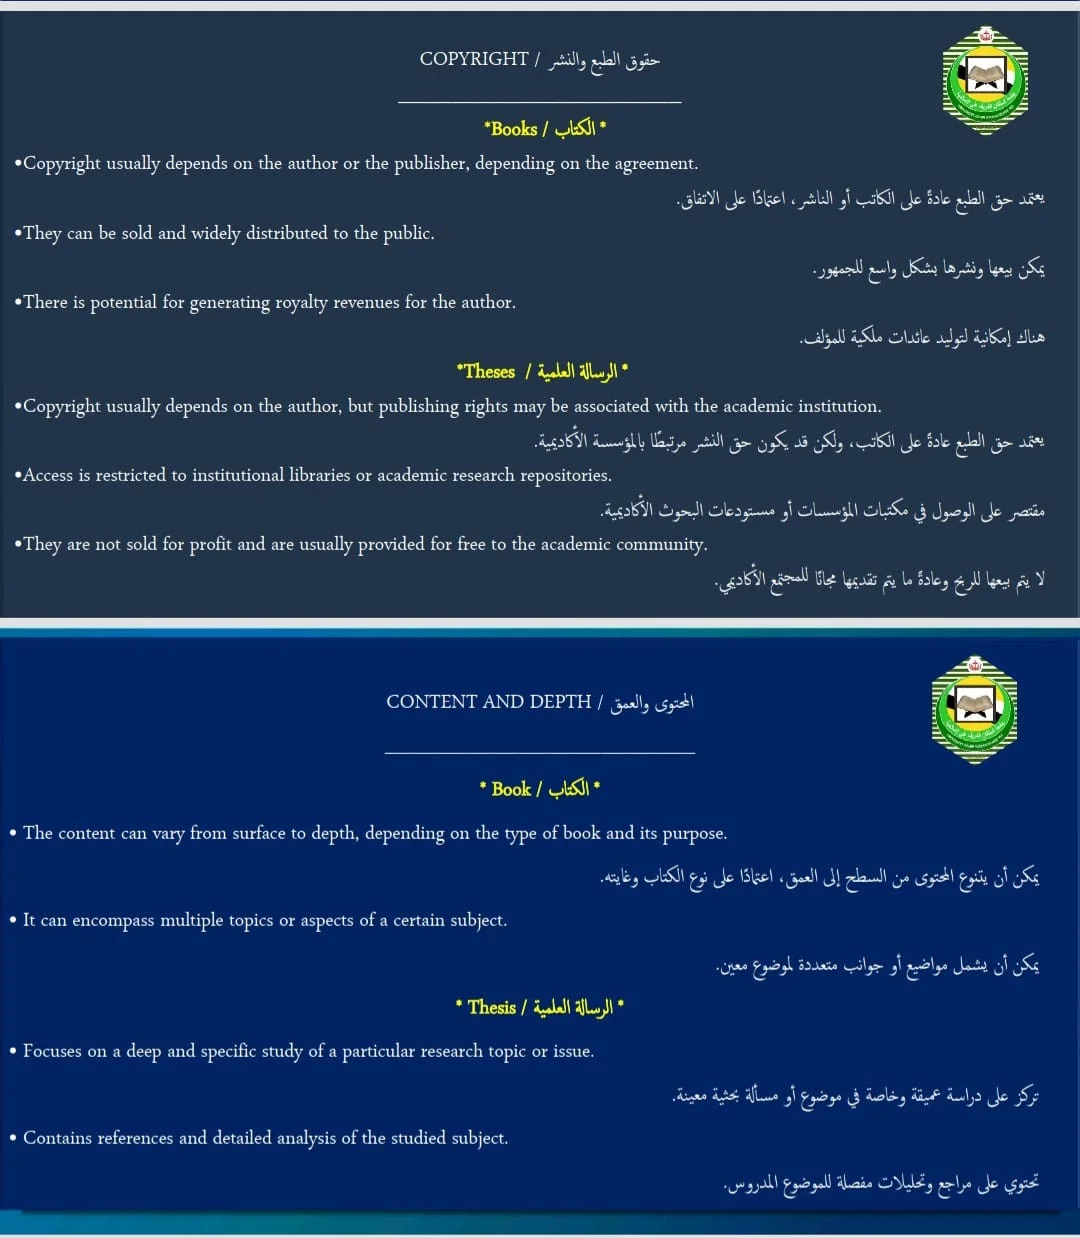 COPYRIGHT / حقوق الطبع والنشر
*Books / الكتاب *
•Copyright usually depends on the author or the publisher, depending on the agreement.
يعتمد حق الطبع عادةً على الكاتب أو الناشر، اعتمادًا على الاتفاق.
•They can be sold and widely distributed to the public.
يمكن بيعها ونشرها بشكل واسع للجمهور.
•There is potential for generating royalty revenues for the author.
هناك إمكانية لتوليد عائدات ملكية للمؤلف.
*Theses / الرسالة العلمية *
•Copyright usually depends on the author, but publishing rights may be associated with the academic institution.
يعتمد حق الطبع عادةً على الكاتب، ولكن قد يكون حق النشر مرتبطًا بالمؤسسة الأكاديمية.
•Access is restricted to institutional libraries or academic research repositories.
مقتصر على الوصول في مكتبات المؤسسات أو مستودعات البحوث الأكاديمية.
•They are not sold for profit and are usually provided for free to the academic community.
لا يتم بيعها للربح وعادةً ما يتم تقديمها مجانًا للمجتمع الأكاديمي.
CONTENT AND DEPTH / المحتوى والعمق
* Book / الكتاب *
• The content can vary from surface to depth, depending on the type of book and its purpose.
يمكن أن يتنوع المحتوى من السطح إلى العمق، اعتمادًا على نوع الكتاب وغايته.
• It can encompass multiple topics or aspects of a certain subject.
يمكن أن يشمل مواضيع أو جوانب متعددة لموضوع معين.
* Thesis / الرسالة العلمية *
• Focuses on a deep and specific study of a particular research topic or issue.
تركز على دراسة عميقة وخاصة في موضوع أو مسألة بحثية معينة.
• Contains references and detailed analysis of the studied subject.
تحتوي على مراجع وتحليلات مفصلة للموضوع المدروس.